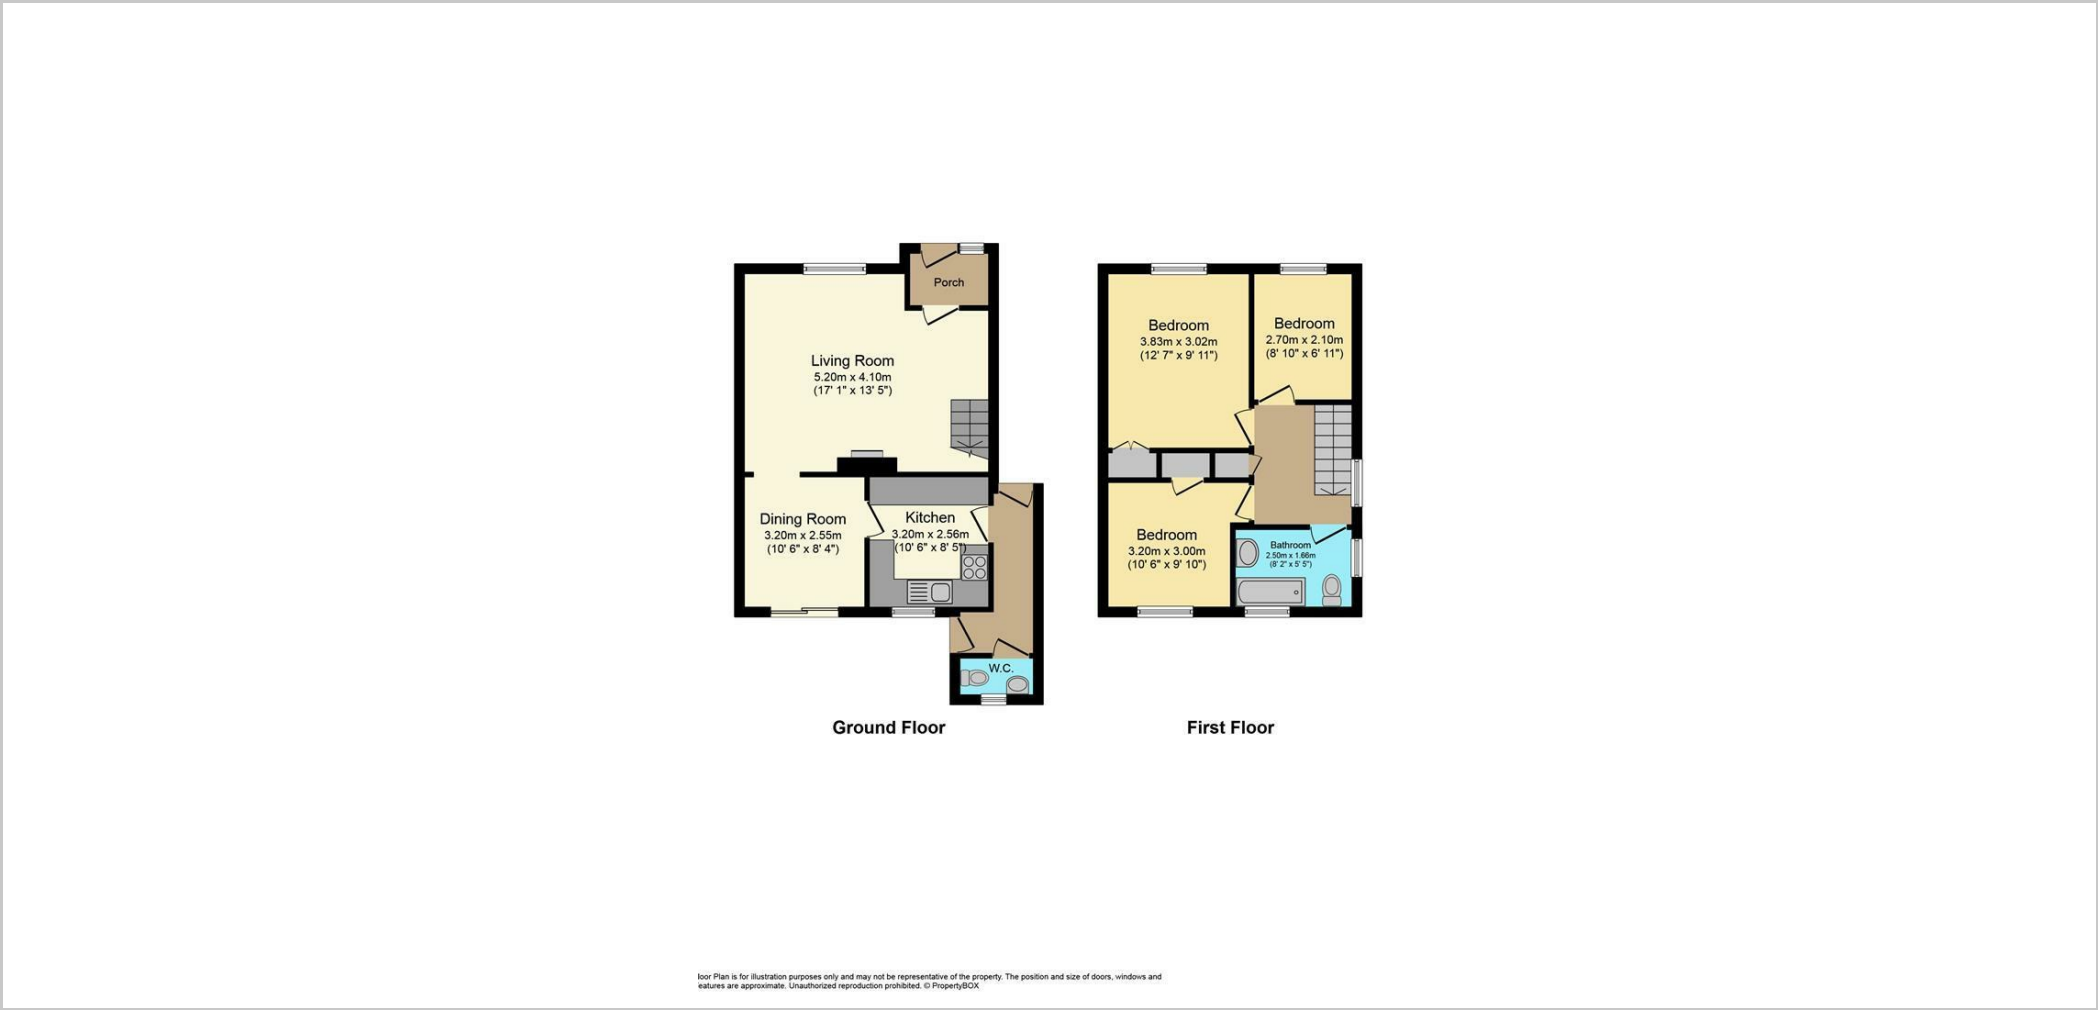 Porch
Living Room
5.20m x 4.10m
(17' 1" x 13' 5")
Dining Room
3.20m x 2.55m
(10' 6" x 8' 4")
Kitchen
3.20m x 2.56m
(10' 6" x 8' 5")
W.C.
Ground Floor
Bedroom
3.83m x 3.02m
(12' 7" x 9' 11")
Bedroom
2.70m x 2.10m
(8' 10" x 6' 11")
Bedroom
3.20m x 3.00m
(10' 6" x 9' 10")
Bathroom
2.50m x 1.66m
(8' 2" x 5' 5")
First Floor
loor Plan is for illustration purposes only and may not be representative of the property. The position and size of doors, windows and
eatures are approximate. Unauthorized reproduction prohibited. © PropertyBOX